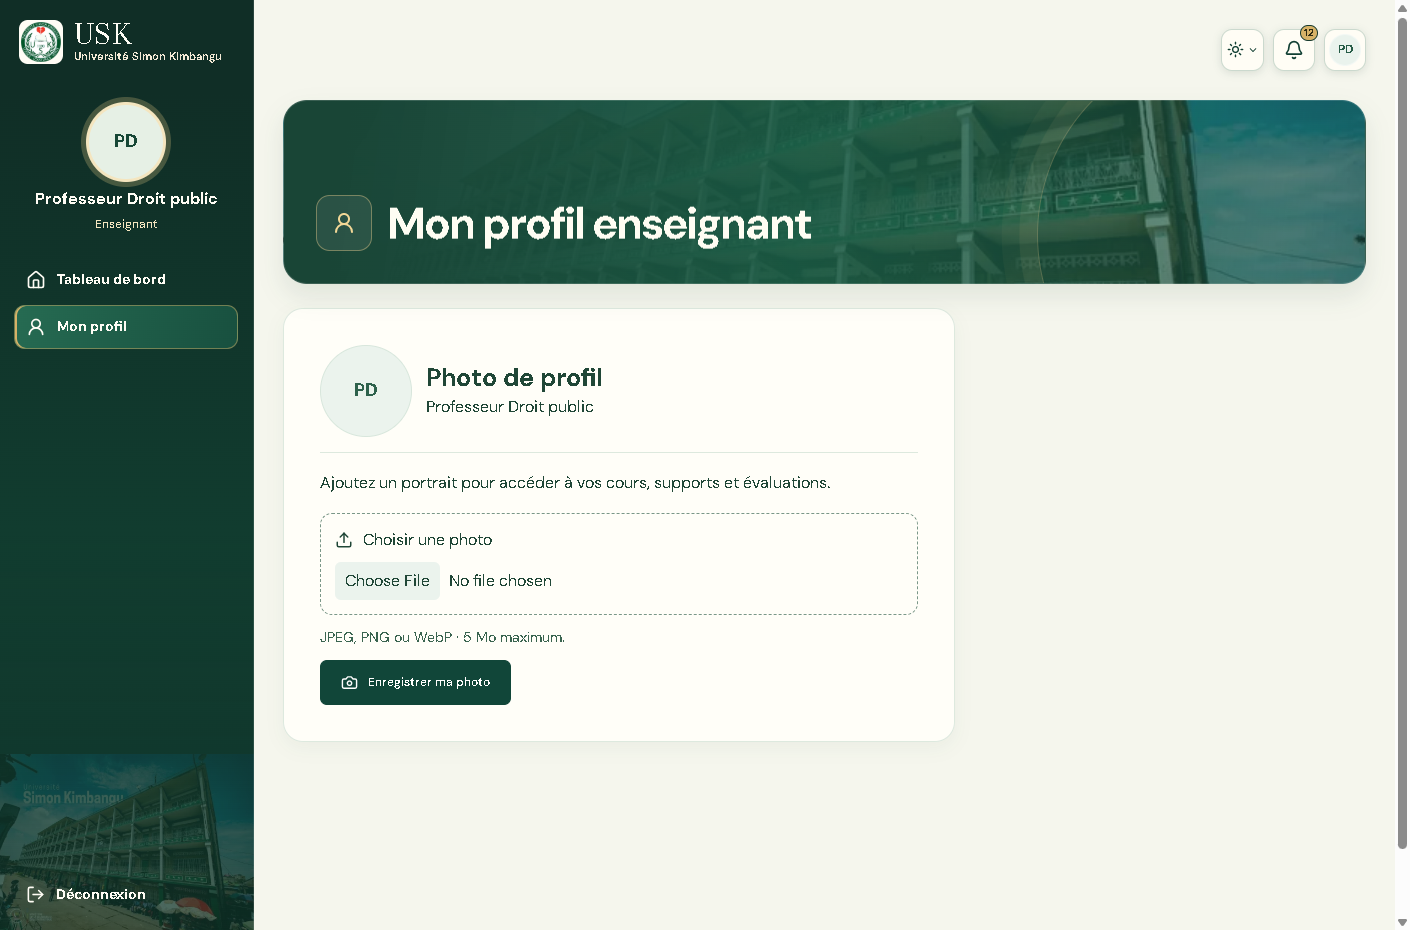 USK
Université Simon Kimbangu
PD
Professeur Droit public
Enseignant
Tableau de bord
Mon profil
Simon Kimbangu
Déconnexion
12
PD
Mon profil enseignant
PD
Photo de profil
Professeur Droit public
Ajoutez un portrait pour accéder à vos cours, supports et évaluations.
Choisir une photo
Choose File No file chosen
JPEG, PNG ou WebP · 5 Mo maximum.
Enregistrer ma photo